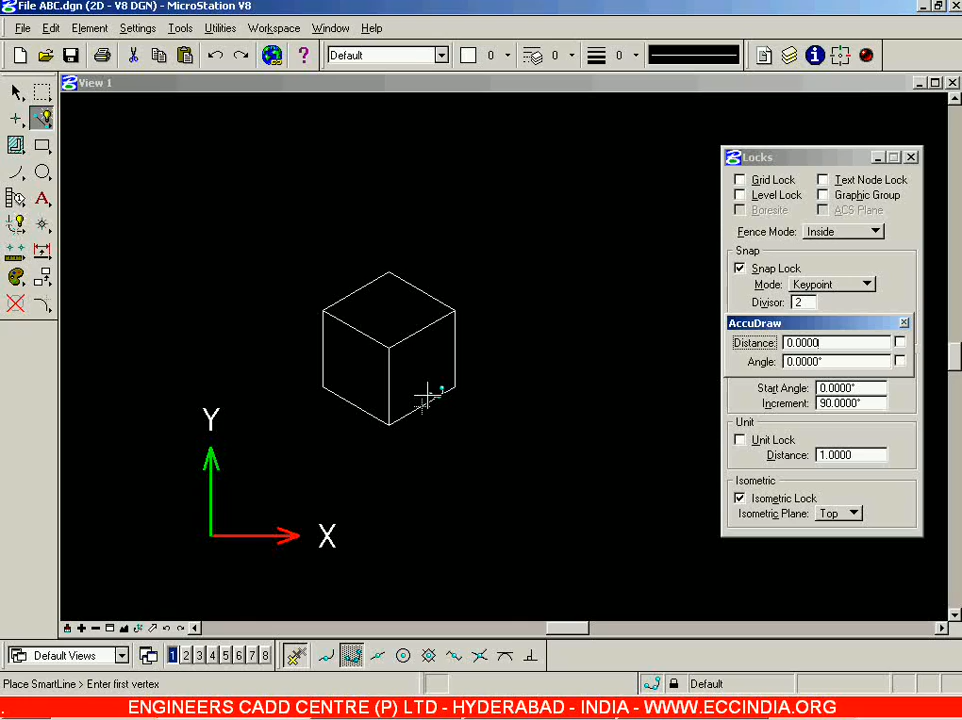 File ABC.dgn (2D - V8 DGN) - MicroStation V8
File Edit Element Settings Tools Utilities Workspace Window Help
Default 0 0 0
View 1
Locks
Grid Lock Text Node Lock
Level Lock Graphic Group
Boresite ACS Plane
Fence Mode: Inside
Snap
Snap Lock
Mode: Keypoint
Divisor: 2
AccuDraw
Distance: 0.0000
Angle: 0.0000°
Start Angle: 0.0000°
Increment: 90.0000°
Unit
Unit Lock
Distance: 1.0000
Isometric
Isometric Lock
Isometric Plane: Top
Y
X
Default Views 1 2 3 4 5 6 7 8
Place SmartLine > Enter first vertex Default
. ENGINEERS CADD CENTRE (P) LTD - HYDERABAD - INDIA - WWW.ECCINDIA.ORG